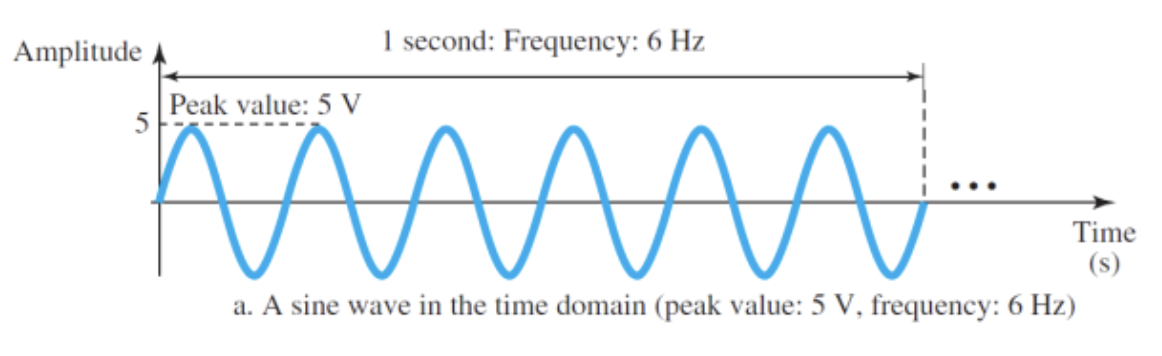 1 second: Frequency: 6 Hz
Amplitude
Peak value: 5 V
5
...
Time
(s)
a. A sine wave in the time domain (peak value: 5 V, frequency: 6 Hz)